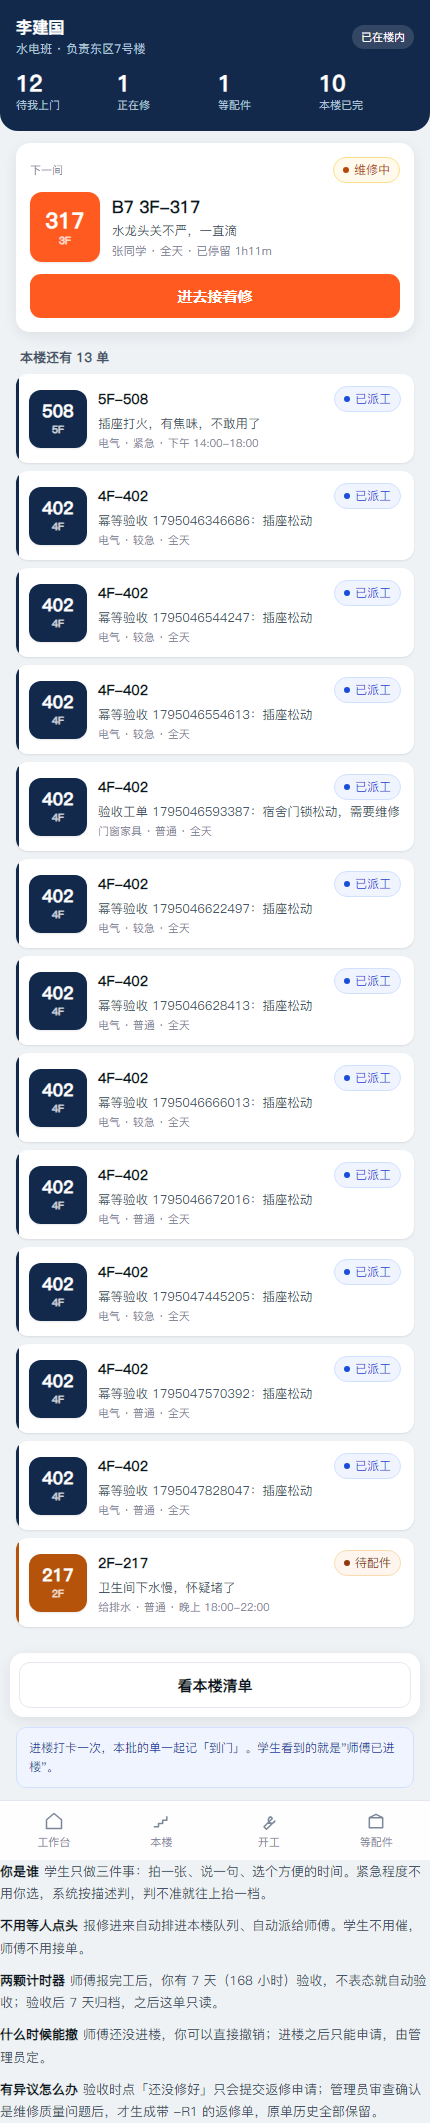 李建国
水电班 · 负责东区7号楼
已在楼内
12
待我上门
1
正在修
1
等配件
10
本楼已完
下一间
维修中
317
3F
B7 3F-317
水龙头关不严，一直滴
张同学 · 全天 · 已停留 1h11m
进去接着修
本楼还有 13 单
508
5F
5F-508
已派工
插座打火，有焦味，不敢用了
电气 · 紧急 · 下午 14:00-18:00
402
4F
4F-402
已派工
幂等验收 1795046346686：插座松动
电气 · 较急 · 全天
402
4F
4F-402
已派工
幂等验收 1795046544247：插座松动
电气 · 较急 · 全天
402
4F
4F-402
已派工
幂等验收 1795046554613：插座松动
电气 · 较急 · 全天
402
4F
4F-402
已派工
验收工单 1795046593387：宿舍门锁松动，需要维修
门窗家具 · 普通 · 全天
402
4F
4F-402
已派工
幂等验收 1795046622497：插座松动
电气 · 较急 · 全天
402
4F
4F-402
已派工
幂等验收 1795046628413：插座松动
电气 · 普通 · 全天
402
4F
4F-402
已派工
幂等验收 1795046666013：插座松动
电气 · 较急 · 全天
402
4F
4F-402
已派工
幂等验收 1795046672016：插座松动
电气 · 普通 · 全天
402
4F
4F-402
已派工
幂等验收 1795047445205：插座松动
电气 · 较急 · 全天
402
4F
4F-402
已派工
幂等验收 1795047570392：插座松动
电气 · 普通 · 全天
402
4F
4F-402
已派工
幂等验收 1795047828047：插座松动
电气 · 普通 · 全天
217
2F
2F-217
待配件
卫生间下水慢，怀疑堵了
给排水 · 普通 · 晚上 18:00-22:00
看本楼清单
进楼打卡一次，本批的单一起记「到门」。学生看到的就是”师傅已进
楼”。
工作台
本楼
开工
等配件
你是谁 学生只做三件事：拍一张、说一句、选个方便的时间。紧急程度不
用你选，系统按描述判，判不准就往上抬一档。
不用等人点头 报修进来自动排进本楼队列、自动派给师傅。学生不用催，
师傅不用接单。
两颗计时器 师傅报完工后，你有 7 天（168 小时）验收，不表态就自动验
收；验收后 7 天归档，之后这单只读。
什么时候能撤 师傅还没进楼，你可以直接撤销；进楼之后只能申请，由管
理员定。
有异议怎么办 验收时点「还没修好」只会提交返修申请；管理员审查确认
是维修质量问题后，才生成带 -R1 的返修单，原单历史全部保留。